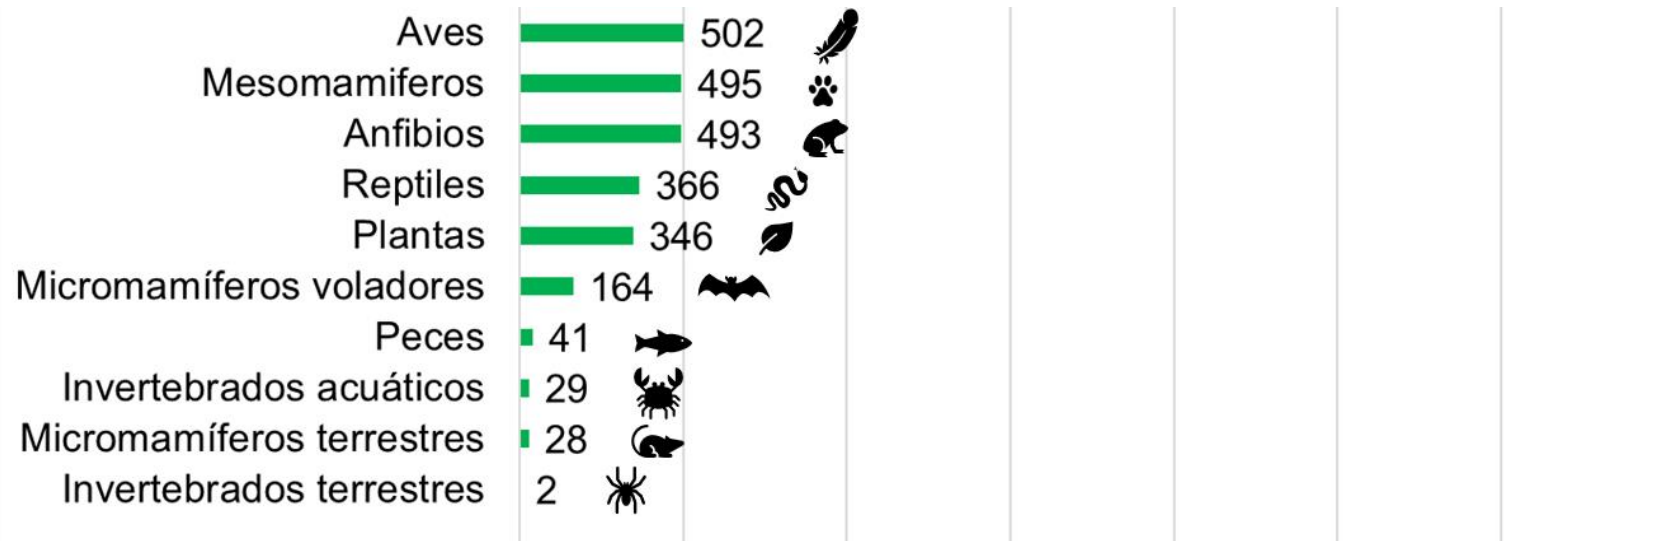 Aves 502
Mesomamiferos 495
Anfibios 493
Reptiles 366
Plantas 346
Micromamíferos voladores 164
Peces 41
Invertebrados acuáticos 29
Micromamíferos terrestres 28
Invertebrados terrestres 2